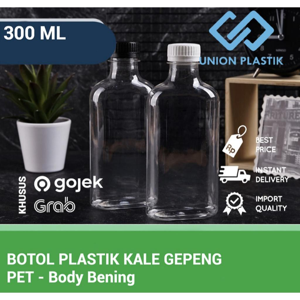 300 ML
UNION PLASTIK
Rp
BEST
PRICE
INSTANT
DELIVERY
IMPORT
QUALITY
KHUSUS
gojek
Grab
BOTOL PLASTIK KALE GEPENG
PET - Body Bening